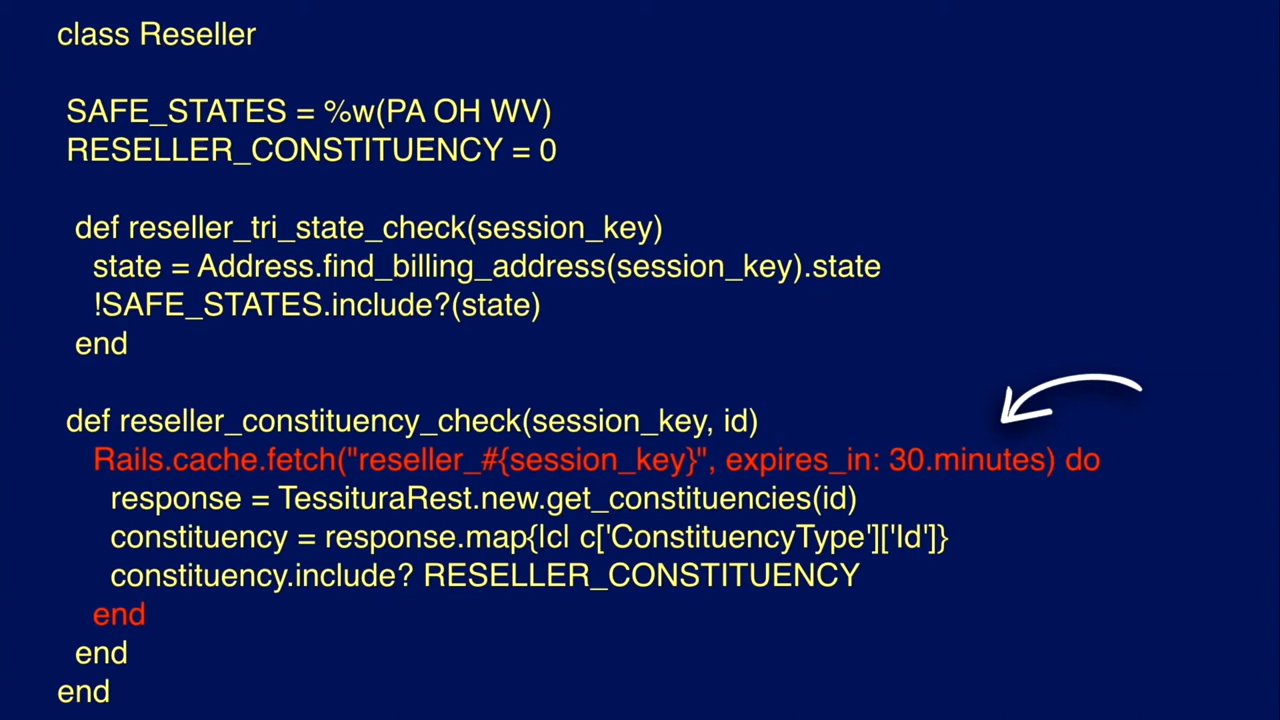 class Reseller
SAFE_STATES = %w(PA OH WV)
RESELLER_CONSTITUENCY = 0
def reseller_tri_state_check(session_key)
state = Address.find_billing_address(session_key).state
!SAFE_STATES.include?(state)
end
def reseller_constituency_check(session_key, id)
Rails.cache.fetch("reseller_#{session_key}", expires_in: 30.minutes) do
response = TessituraRest.new.get_constituencies(id)
constituency = response.map{|c| c['ConstituencyType']['Id']}
constituency.include? RESELLER_CONSTITUENCY
end
end
end